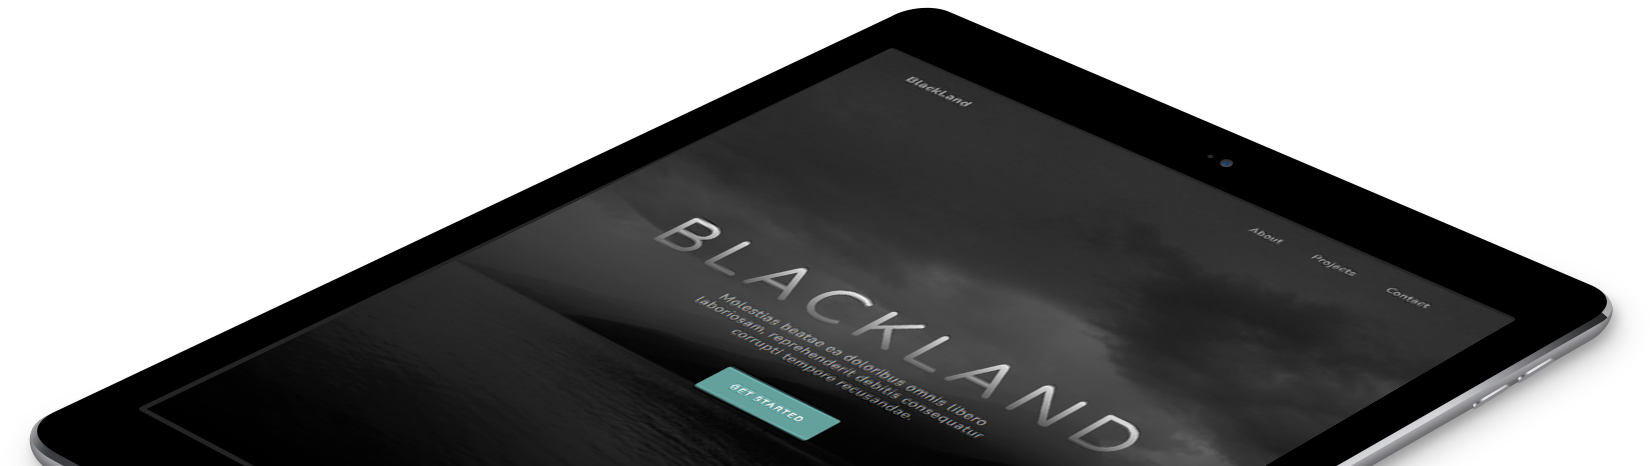 BlackLand
About
Projects
Contact
BLACKLAND
Molestias beatae ea doloribus omnis libero
laboriosam, reprehenderit debitis consequatur
corrupti tempore recusandae.
GET STARTED